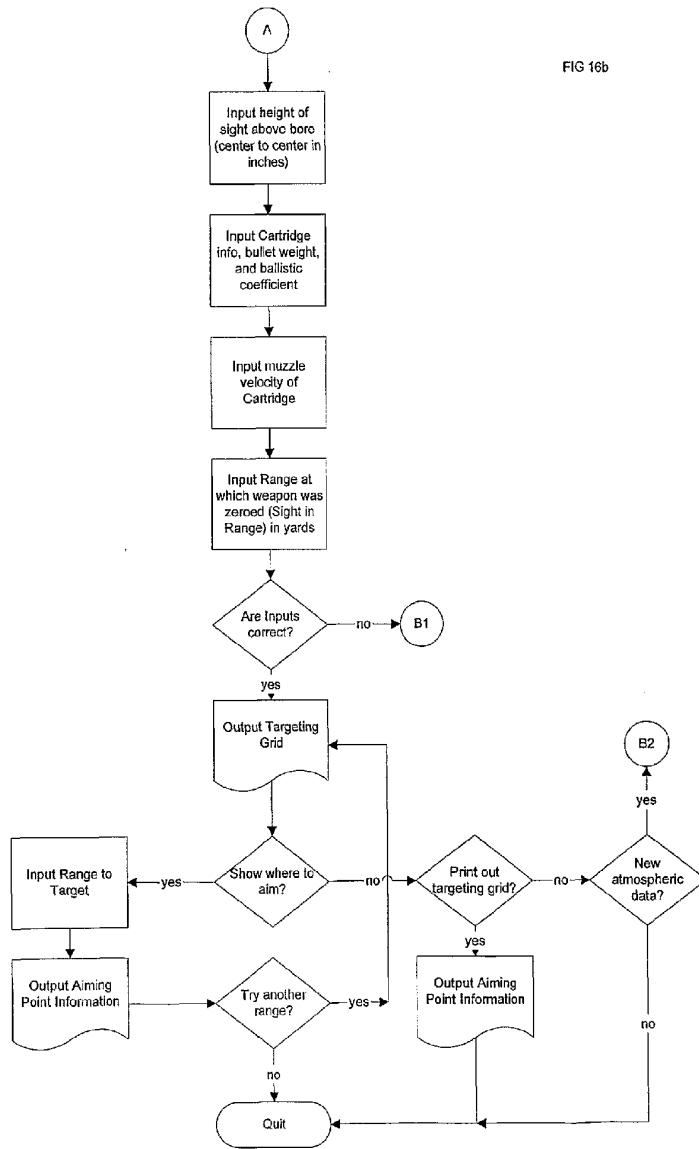 A
FIG 16b
Input height of
sight above bore
(center to center in
inches)
Input Cartridge
info, bullet weight,
and ballistic
coefficient
Input muzzle
velocity of
Cartridge
Input Range at
which weapon was
zeroed (Sight in
Range) in yards
Are Inputs
correct?
no
B1
yes
Output Targeting
Grid
B2
yes
Input Range to
Target
yes
Show where to
aim?
no
Print out
targeting grid?
no
New
atmospheric
data?
yes
Output Aiming
Point Information
Try another
range?
yes
Output Aiming
Point Information
no
no
Quit